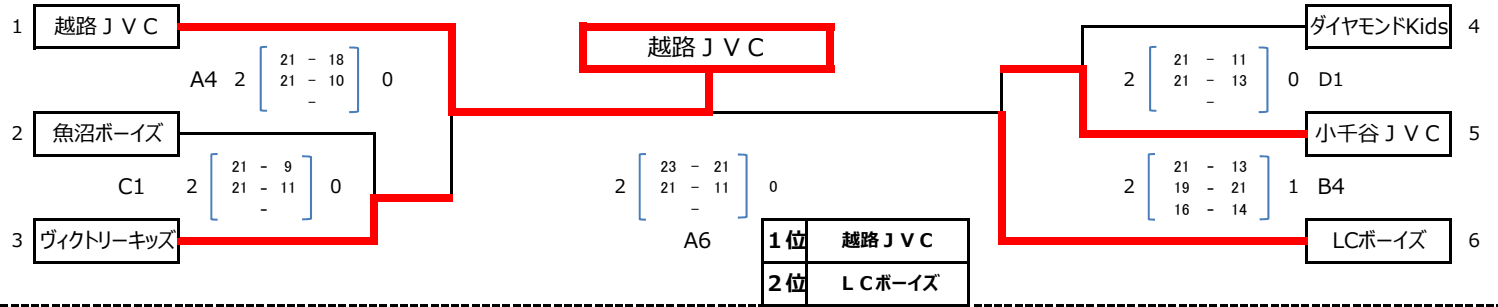 1 越路ＪＶＣ
越路ＪＶＣ
ダイヤモンドKids 4
A4 2 21 - 18 0
21 - 10
-
2 21 - 11 0 D1
21 - 13
-
2 魚沼ボーイズ
小千谷ＪＶＣ 5
C1 2 21 - 9 0
21 - 11
-
2 23 - 21 0
21 - 11
-
2 21 - 13 1 B4
19 - 21
16 - 14
3 ヴィクトリーキッズ
A6
LCボーイズ 6
１位 越路ＪＶＣ
２位 ＬＣボーイズ